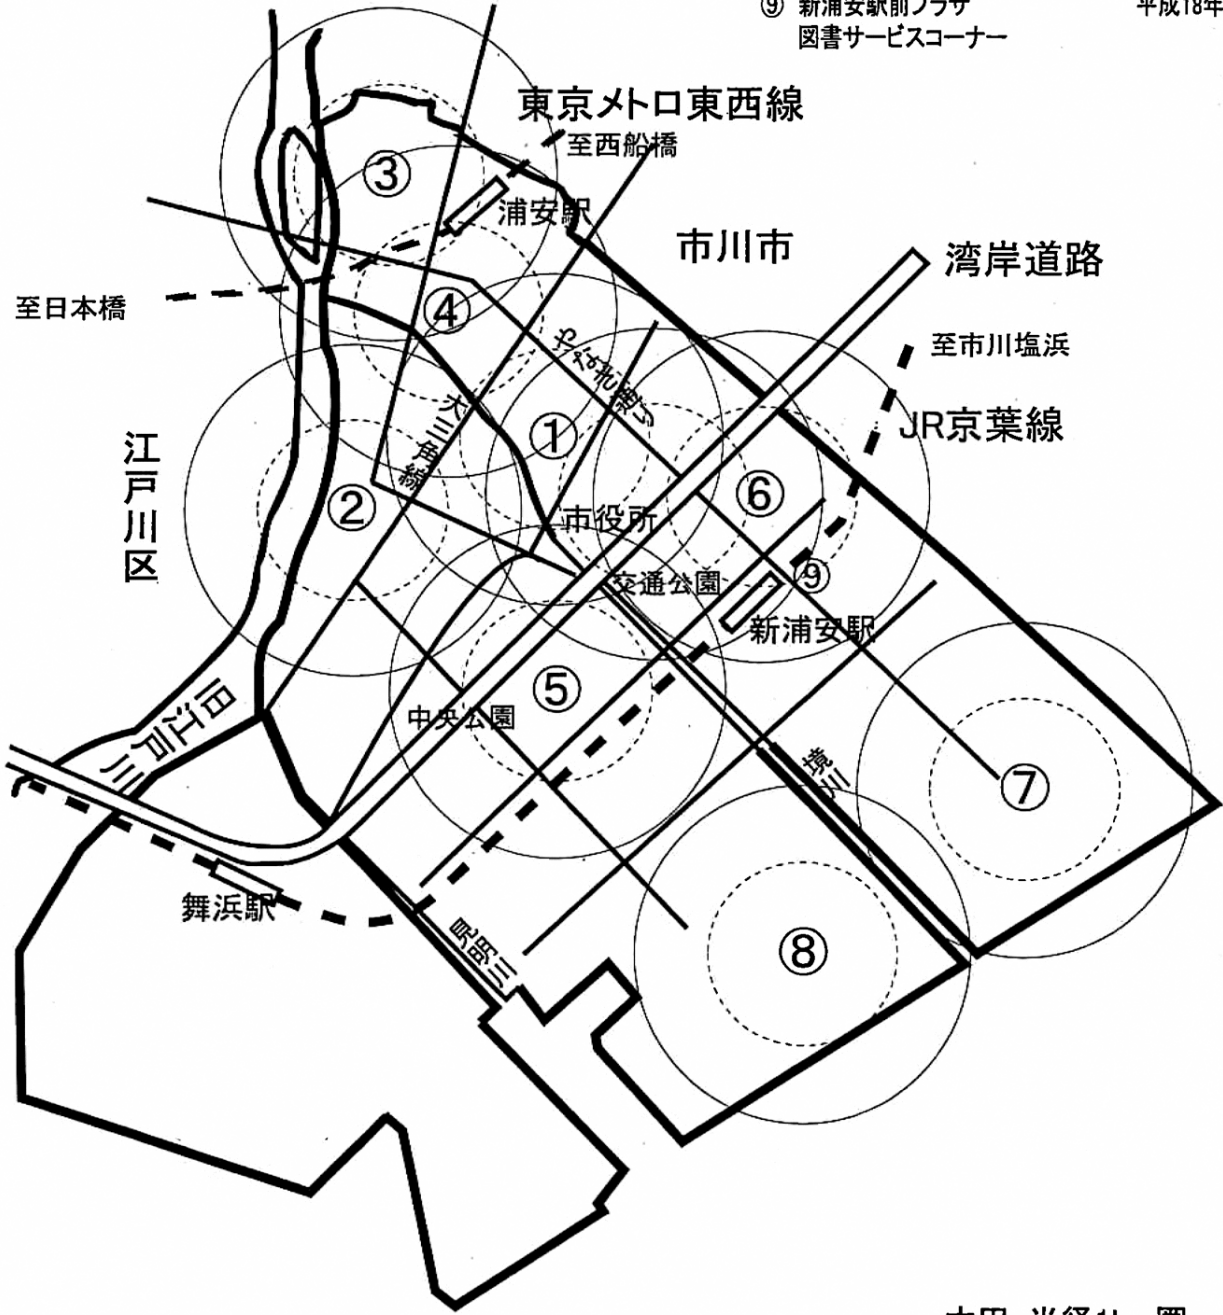 ⑨ 新浦安駅前プラザ 平成18年
図書サービスコーナー
東京メトロ東西線
至西船橋
③
浦安駅
市川市
湾岸道路
至日本橋
④
至市川塩浜
やなぎ通り
JR京葉線
大三角線
①
江戸川区
②
⑥
市役所
交通公園
⑨
新浦安駅
⑤
中央公園
旧江戸川
境川
⑦
舞浜駅
見明川
⑧